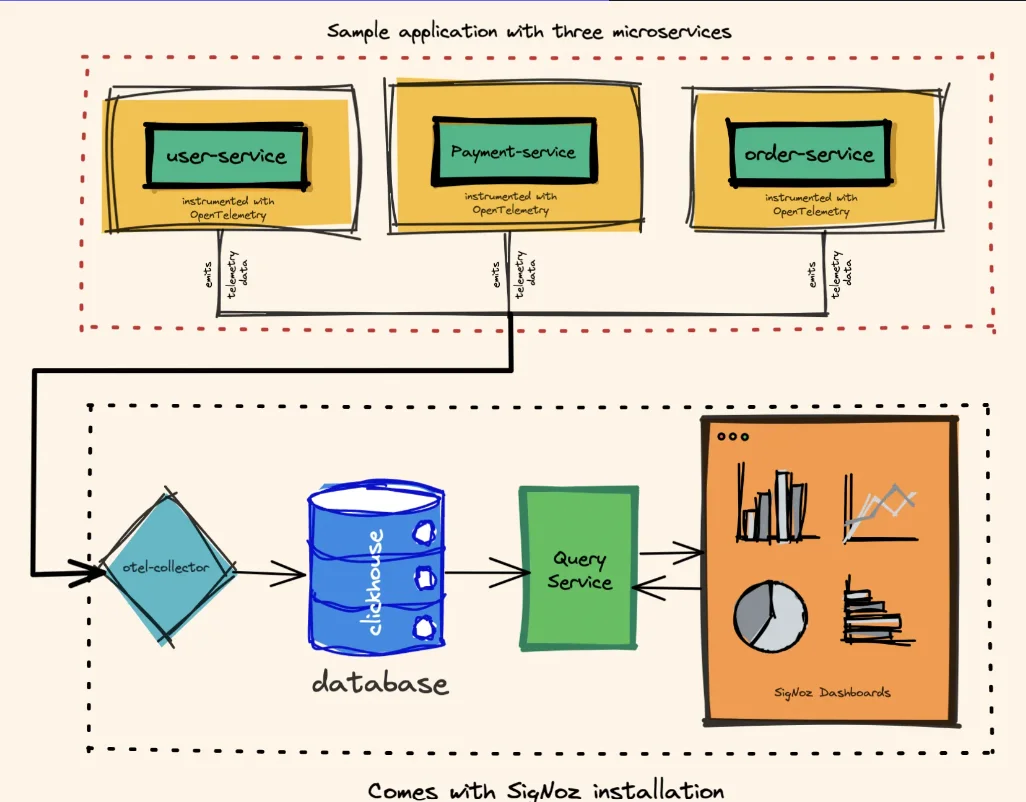 Sample application with three microservices
user-service
instrumented with
OpenTelemetry
Payment-service
instrumented with
OpenTelemetry
order-service
instrumented with
OpenTelemetry
emits
telemetry
data
emits
telemetry
data
emits
telemetry
data
otel-collector
clickhouse
database
Query
Service
SigNoz Dashboards
Comes with SigNoz installation